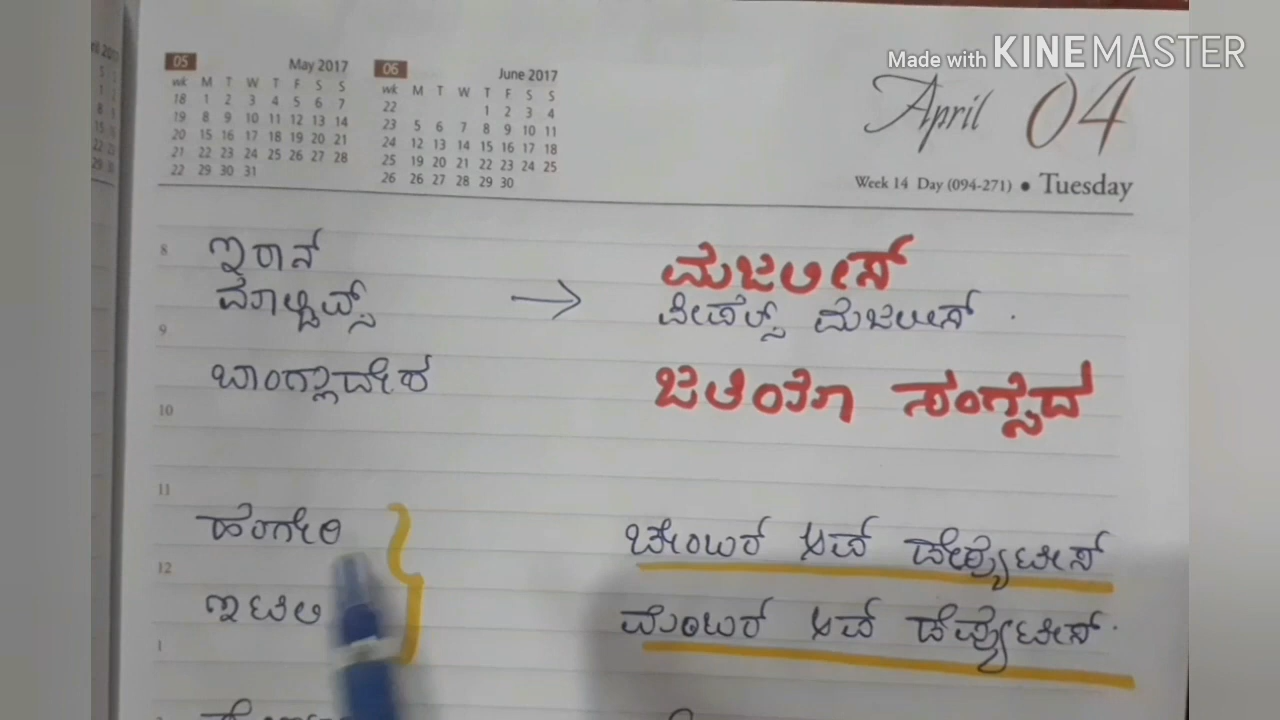 Made with KINEMASTER
05 May 2017 06 June 2017
wk M T W T F S S wk M T W T F S S
18 1 2 3 4 5 6 7 22 1 2 3 4
19 8 9 10 11 12 13 14 23 5 6 7 8 9 10 11
20 15 16 17 18 19 20 21 24 12 13 14 15 16 17 18
21 22 23 24 25 26 27 28 25 19 20 21 22 23 24 25
22 29 30 31 26 26 27 28 29 30
April 04
Week 14 Day (094-271) • Tuesday
8 ಇರಾನ್ ಮಜಲೀಸ್
ಮಾಲ್ಡಿವ್ಸ್ → ಪೀಪಲ್ಸ್ ಮಜಲೀಸ್
9
ಬಾಂಗ್ಲಾದೇಶ ಜತಿಂತಾ ಸಂಗ್ಸದ
10
11
ಹಂಗೇರಿ ಚೇಂಬರ್ ಆಫ್ ಡೆಪ್ಯುಟೀಸ್
12
ಇಟಲಿ ಚೆಂಬರ್ ಆಫ್ ಡೆಪ್ಯುಟೀಸ್
1